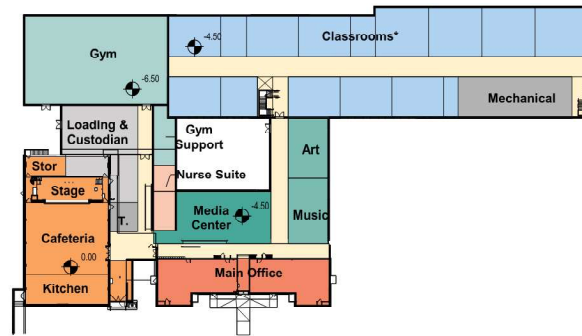 Classrooms*
-4.50
Gym
-6.50
Mechanical
Loading &
Custodian
Gym
Support
Art
Stor
Nurse Suite
Stage
T.
Media
Center
-4.50
Music
Cafeteria
0.00
Main Office
Kitchen